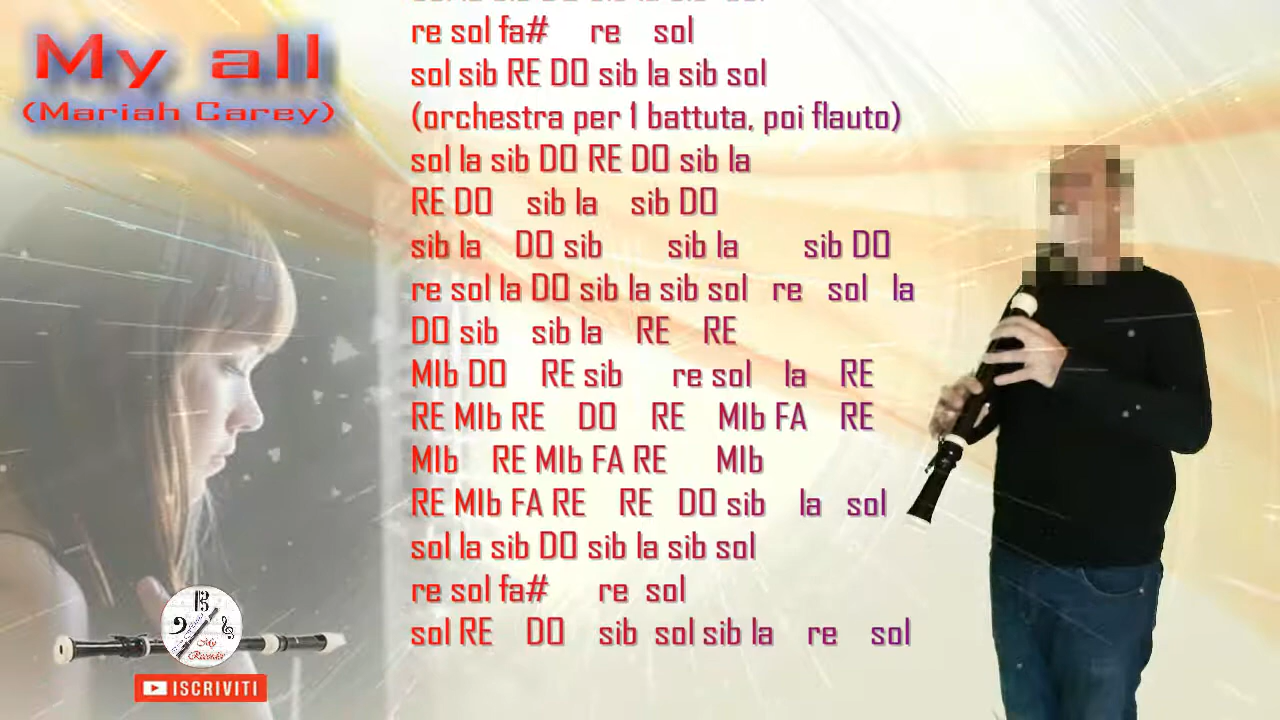 My all
(Mariah Carey)
re sol fa# re sol
sol sib RE DO sib la sib sol
(orchestra per 1 battuta, poi flauto)
sol la sib DO RE DO sib la
RE DO sib la sib DO
sib la DO sib sib la sib DO
re sol la DO sib la sib sol re sol la
DO sib sib la RE RE
MIb DO RE sib re sol la RE
RE MIb RE DO RE MIb FA RE
MIb RE MIb FA RE MIb
RE MIb FA RE RE DO sib la sol
sol la sib DO sib la sib sol
re sol fa# re sol
sol RE DO sib sol sib la re sol
My
Recorder
ISCRIVITI